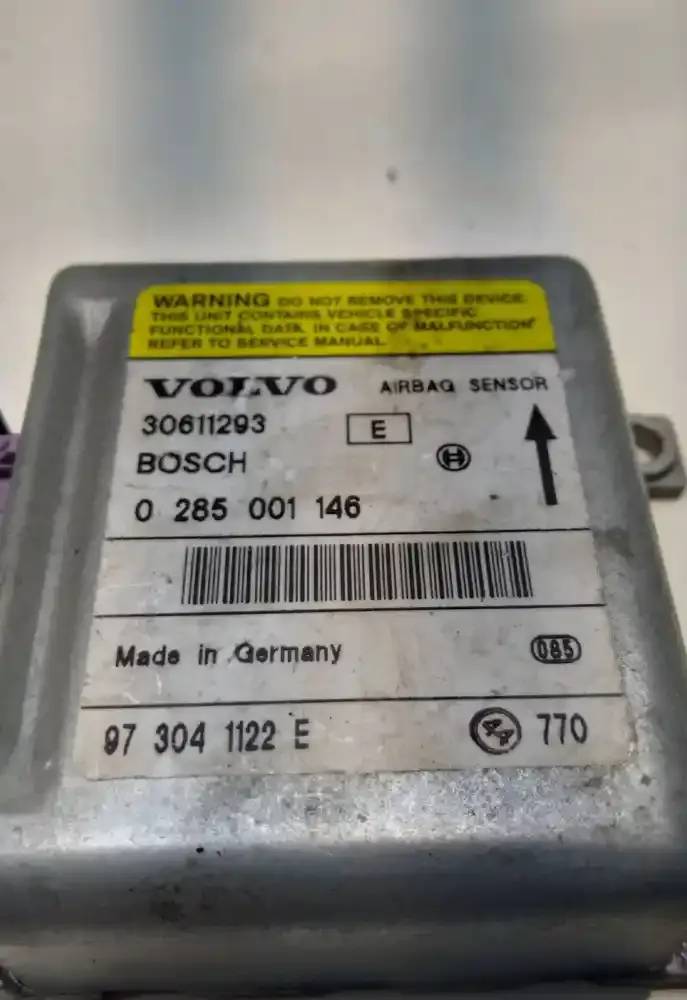 WARNING DO NOT REMOVE THIS DEVICE.
THIS UNIT CONTAINS VEHICLE SPECIFIC
FUNCTIONAL DATA. IN CASE OF MALFUNCTION
REFER TO SERVICE MANUAL.
VOLVO AIRBAG SENSOR
30611293 E
BOSCH
0 285 001 146
Made in Germany 085
97 304 1122 E 770